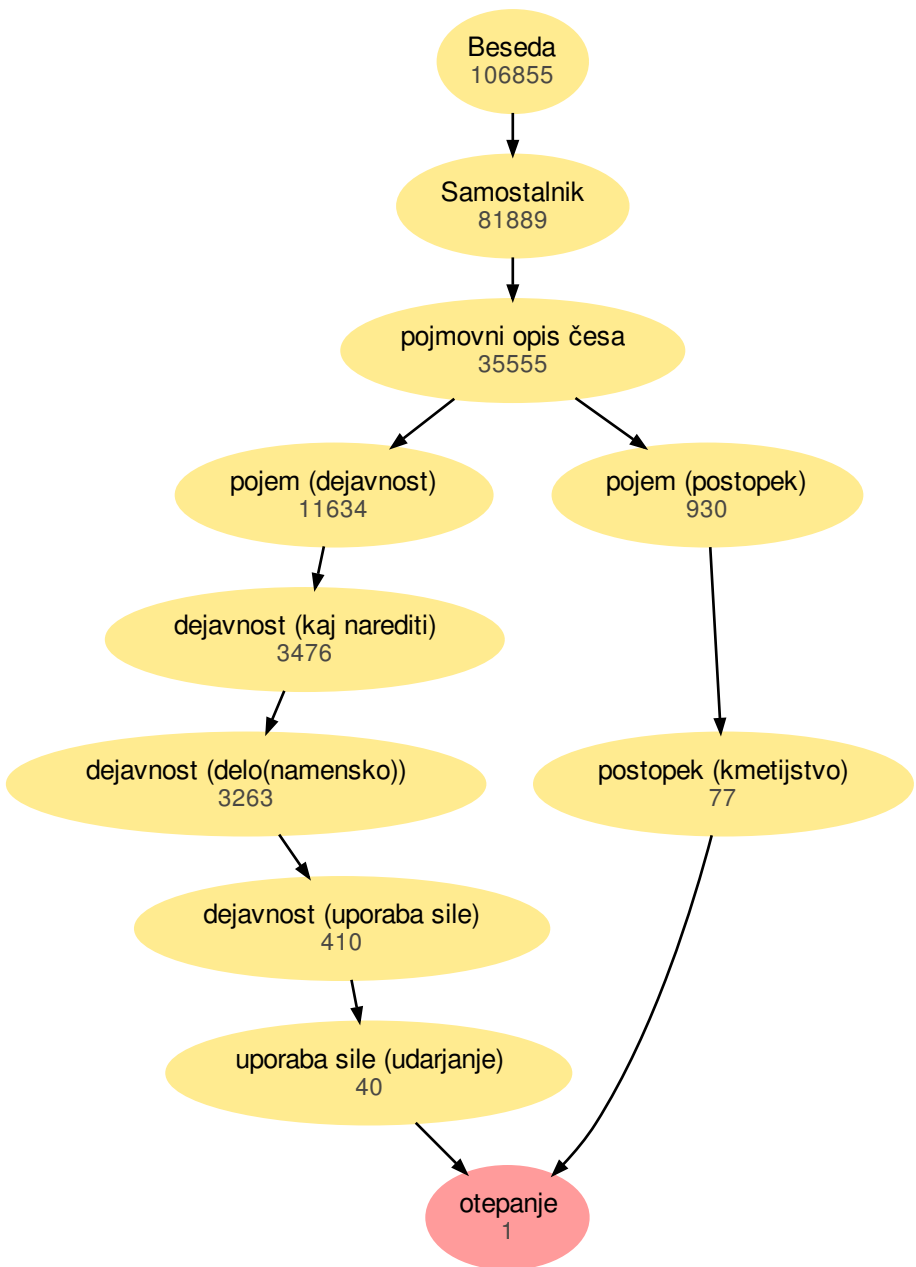 Beseda
106855
Samostalnik
81889
pojmovni opis česa
35555
pojem (dejavnost)
11634
pojem (postopek)
930
dejavnost (kaj narediti)
3476
dejavnost (delo(namensko))
3263
postopek (kmetijstvo)
77
dejavnost (uporaba sile)
410
uporaba sile (udarjanje)
40
otepanje
1